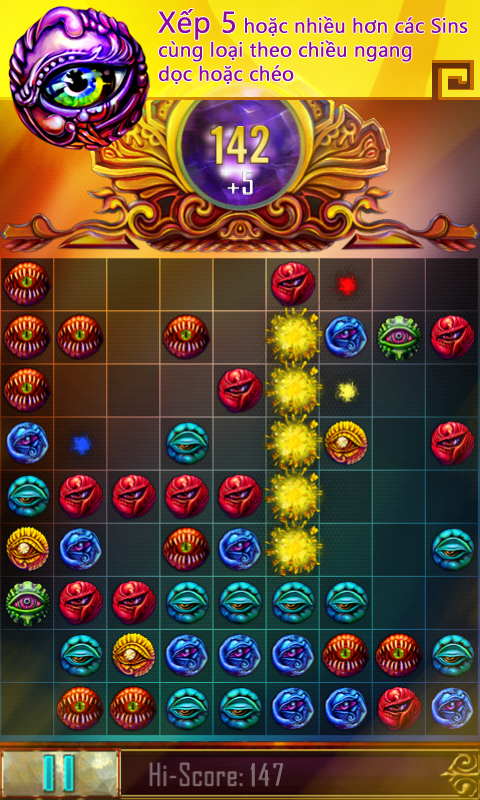 Xếp 5 hoặc nhiều hơn các Sins
cùng loại theo chiều ngang
dọc hoặc chéo
142
+5
Hi-Score: 147